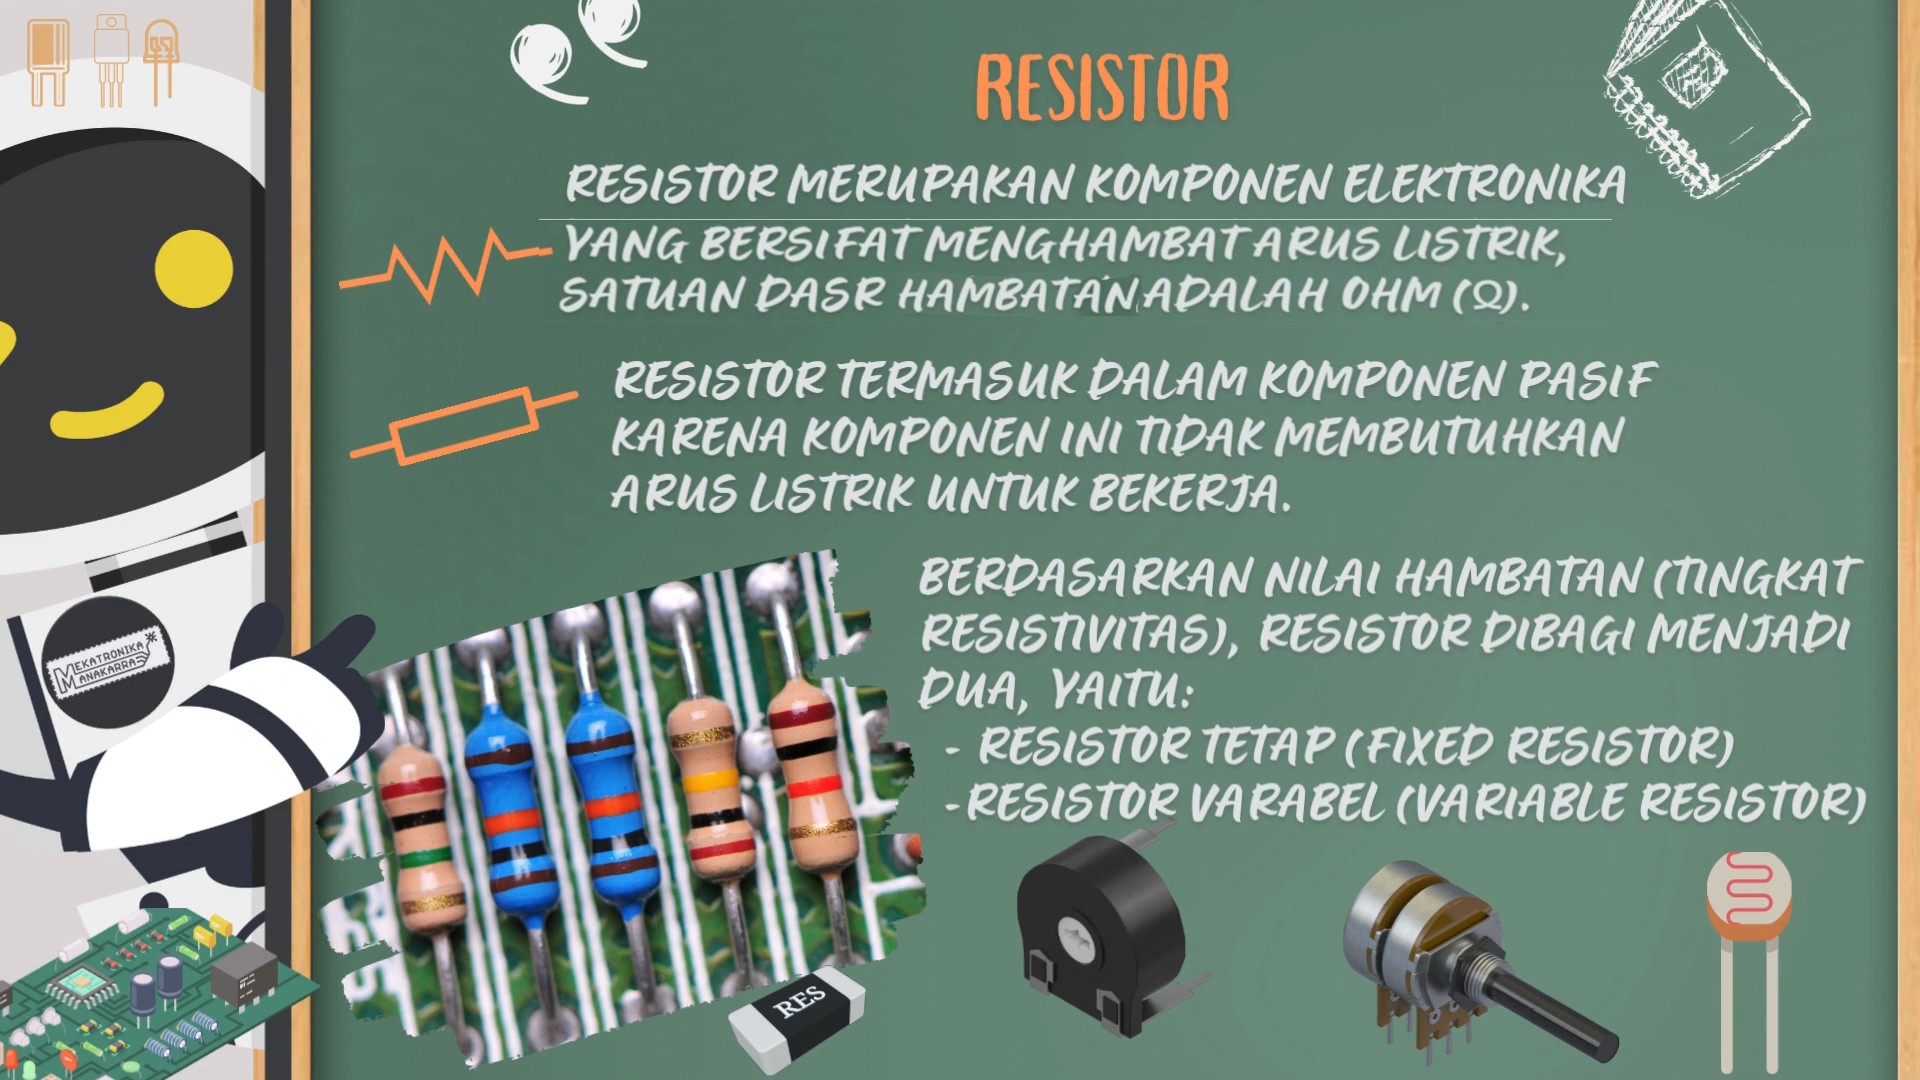 RESISTOR
RESISTOR MERUPAKAN KOMPONEN ELEKTRONIKA
YANG BERSIFAT MENGHAMBAT ARUS LISTRIK,
SATUAN DASR HAMBATAN ADALAH OHM (Ω).
RESISTOR TERMASUK DALAM KOMPONEN PASIF
KARENA KOMPONEN INI TIDAK MEMBUTUHKAN
ARUS LISTRIK UNTUK BEKERJA.
BERDASARKAN NILAI HAMBATAN (TINGKAT
RESISTIVITAS), RESISTOR DIBAGI MENJADI
DUA, YAITU:
- RESISTOR TETAP (FIXED RESISTOR)
-RESISTOR VARABEL (VARIABLE RESISTOR)
MEKATRONIKA
MANAKARRA
RES